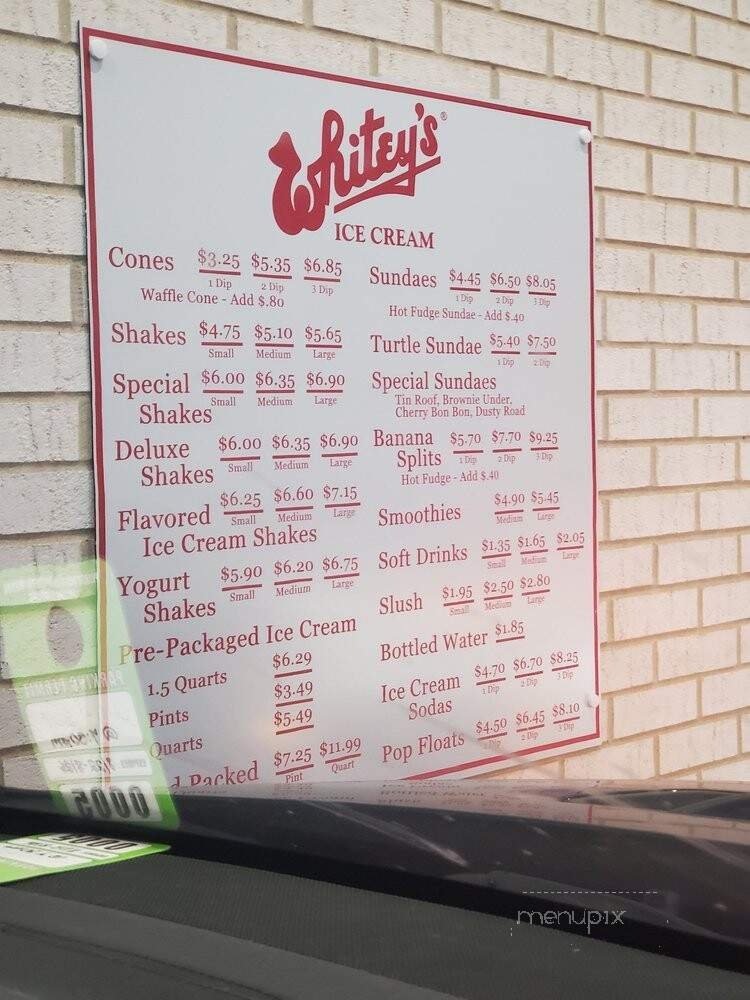 Whitey's®
ICE CREAM
Cones $3.25 $5.35 $6.85
1 Dip 2 Dip 3 Dip
Waffle Cone - Add $.80
Shakes $4.75 $5.10 $5.65
Small Medium Large
Special $6.00 $6.35 $6.90
Shakes Small Medium Large
Deluxe $6.00 $6.35 $6.90
Shakes Small Medium Large
Flavored $6.25 $6.60 $7.15
Small Medium Large
Ice Cream Shakes
Yogurt $5.90 $6.20 $6.75
Shakes Small Medium Large
Pre-Packaged Ice Cream
1.5 Quarts $6.29
Pints $3.49
Quarts $5.49
d Packed $7.25 $11.99
Pint Quart
Sundaes $4.45 $6.50 $8.05
1 Dip 2 Dip 3 Dip
Hot Fudge Sundae - Add $.40
Turtle Sundae $5.40 $7.50
1 Dip 2 Dip
Special Sundaes
Tin Roof, Brownie Under,
Cherry Bon Bon, Dusty Road
Banana $5.70 $7.70 $9.25
Splits 1 Dip 2 Dip 3 Dip
Hot Fudge - Add $.40
Smoothies $4.90 $5.45
Medium Large
Soft Drinks $1.35 $1.65 $2.05
Small Medium Large
Slush $1.95 $2.50 $2.80
Small Medium Large
Bottled Water $1.85
Ice Cream $4.70 $6.70 $8.25
Sodas 1 Dip 2 Dip 3 Dip
Pop Floats $4.50 $6.45 $8.10
1 Dip 2 Dip 3 Dip
PARKING PERMIT
0005
menupix